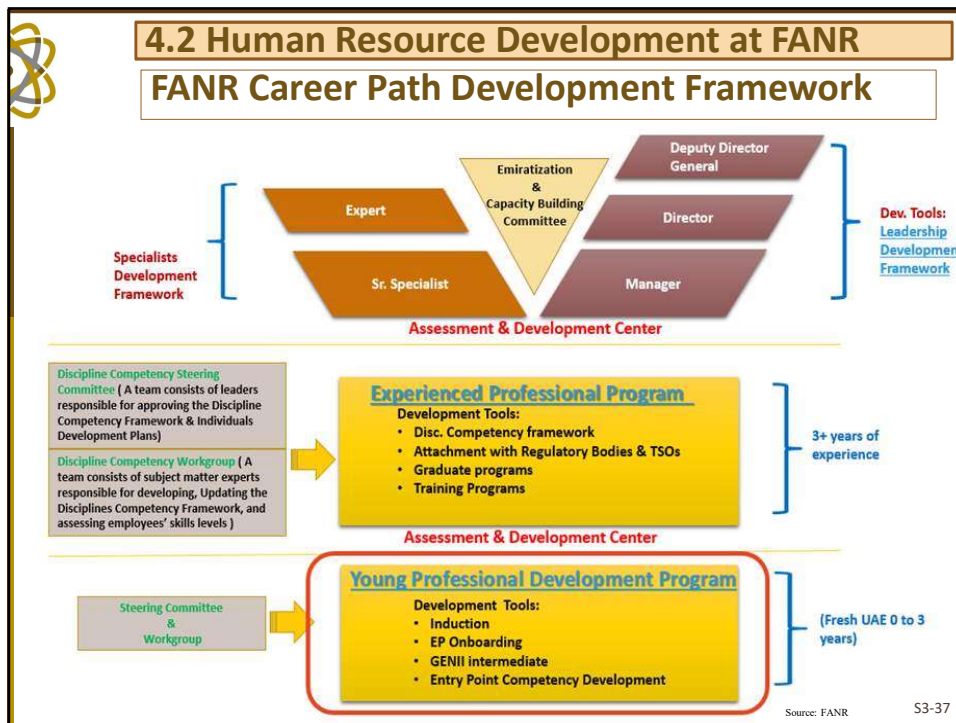 4.2 Human Resource Development at FANR
FANR Career Path Development Framework
Specialists
Development
Framework
Expert
Sr. Specialist
Emiratization
&
Capacity Building
Committee
Deputy Director
General
Director
Manager
Dev. Tools:
Leadership
Developmen
Framework
Assessment & Development Center
Discipline Competency Steering
Committee ( A team consists of leaders
responsible for approving the Discipline
Competency Framework & Individuals
Development Plans)
Discipline Competency Workgroup ( A
team consists of subject matter experts
responsible for developing, Updating the
Disciplines Competency Framework, and
assessing employees' skills levels )
Experienced Professional Program
Development Tools:
• Disc. Competency framework
• Attachment with Regulatory Bodies & TSOs
• Graduate programs
• Training Programs
3+ years of
experience
Assessment & Development Center
Steering Committee
&
Workgroup
Young Professional Development Program
Development Tools:
• Induction
• EP Onboarding
• GENII intermediate
• Entry Point Competency Development
(Fresh UAE 0 to 3
years)
Source: FANR
S3-37